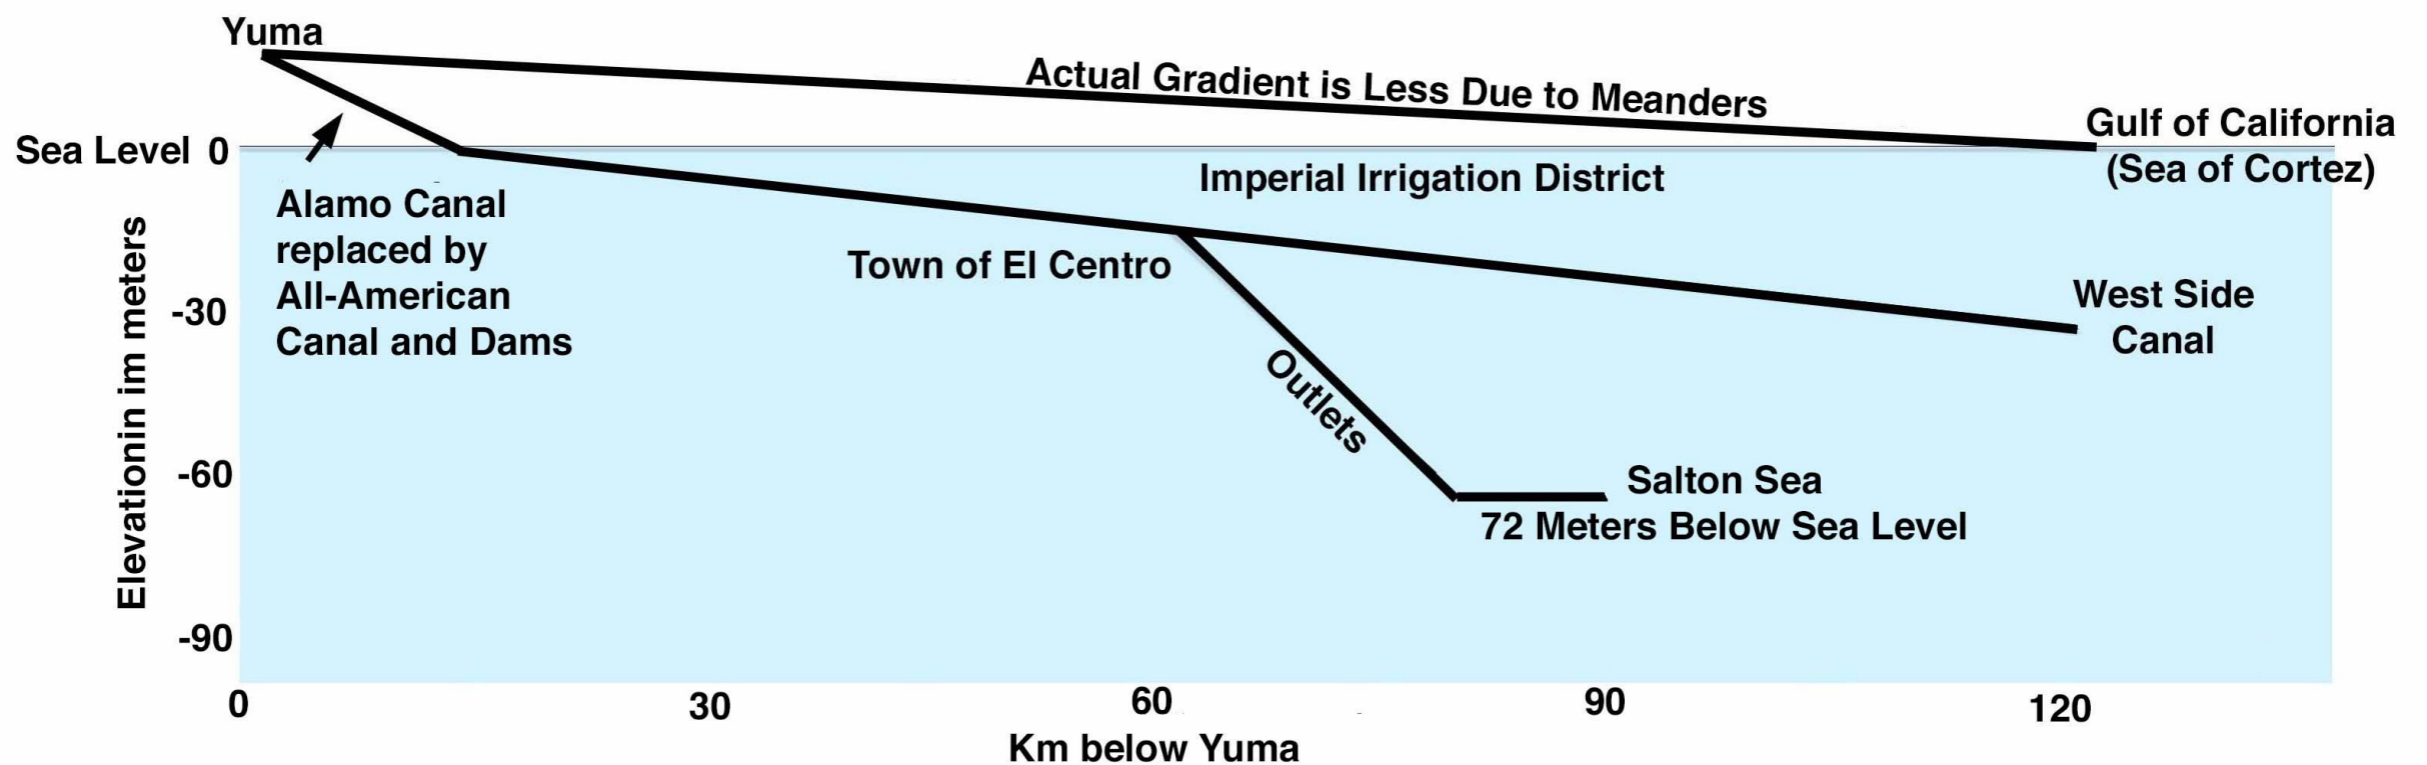 Yuma
Actual Gradient is Less Due to Meanders
Gulf of California
(Sea of Cortez)
Sea Level 0
Imperial Irrigation District
Alamo Canal
replaced by
All-American
Canal and Dams
Town of El Centro
West Side
Canal
Outlets
Salton Sea
72 Meters Below Sea Level
Elevationin im meters
-30
-60
-90
0 30 60 90 120
Km below Yuma